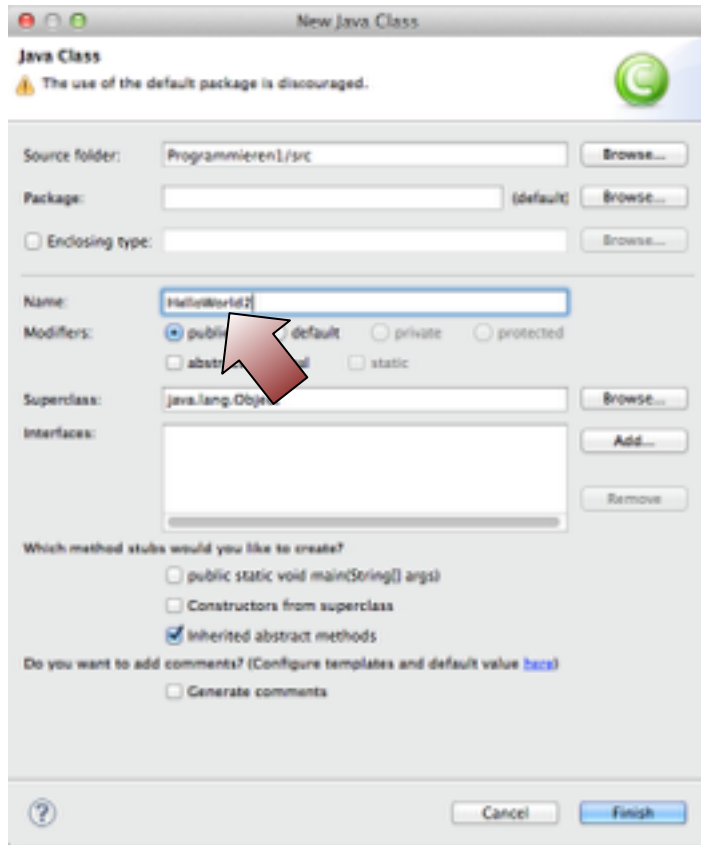 New Java Class
Java Class
The use of the default package is discouraged.
Source folder: Programmieren1/src Browse...
Package: (default) Browse...
Enclosing type: Browse...
Name: HelloWorld2
Modifiers: public default private protected
static
Superclass: java.lang.Object Browse...
Interfaces: Add...
Remove
Which method stubs would you like to create?
public static void main(String[] args)
Constructors from superclass
Inherited abstract methods
Do you want to add comments? (Configure templates and default value here)
Generate comments
? Cancel Finish